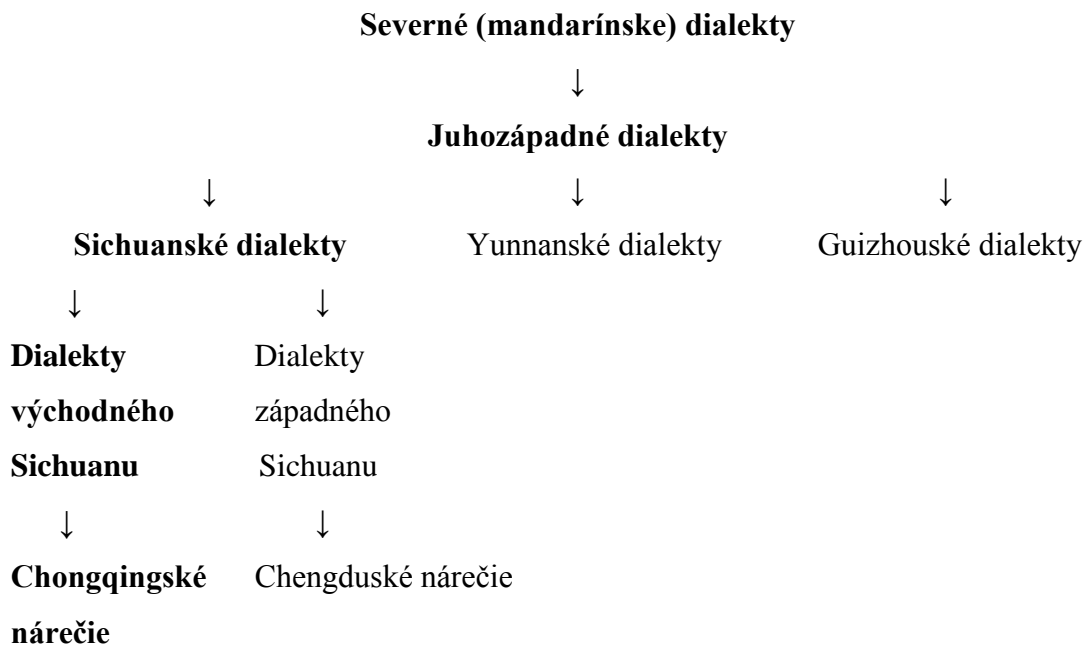 Severné (mandarínske) dialekty
↓
Juhozápadné dialekty
↓ ↓ ↓
Sichuanské dialekty Yunnanské dialekty Guizhouské dialekty
↓ ↓
Dialekty Dialekty
východného západného
Sichuanu Sichuanu
↓ ↓
Chongqingské Chengduské nárečie
nárečie